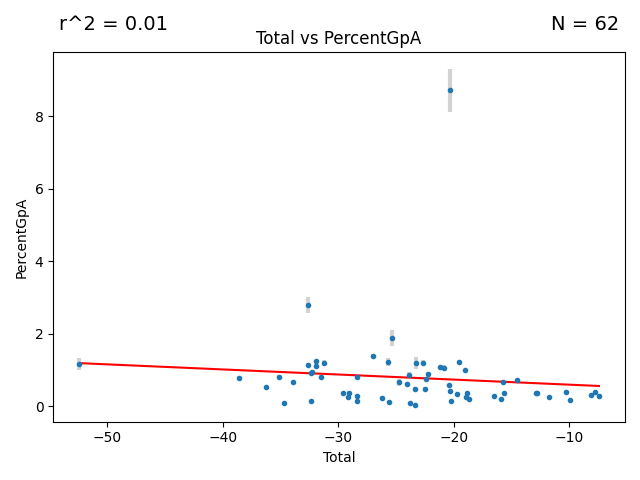 r^2 = 0.01
N = 62
Total vs PercentGpA
PercentGpA
8
6
4
2
0
−50
−40
−30
−20
−10
Total